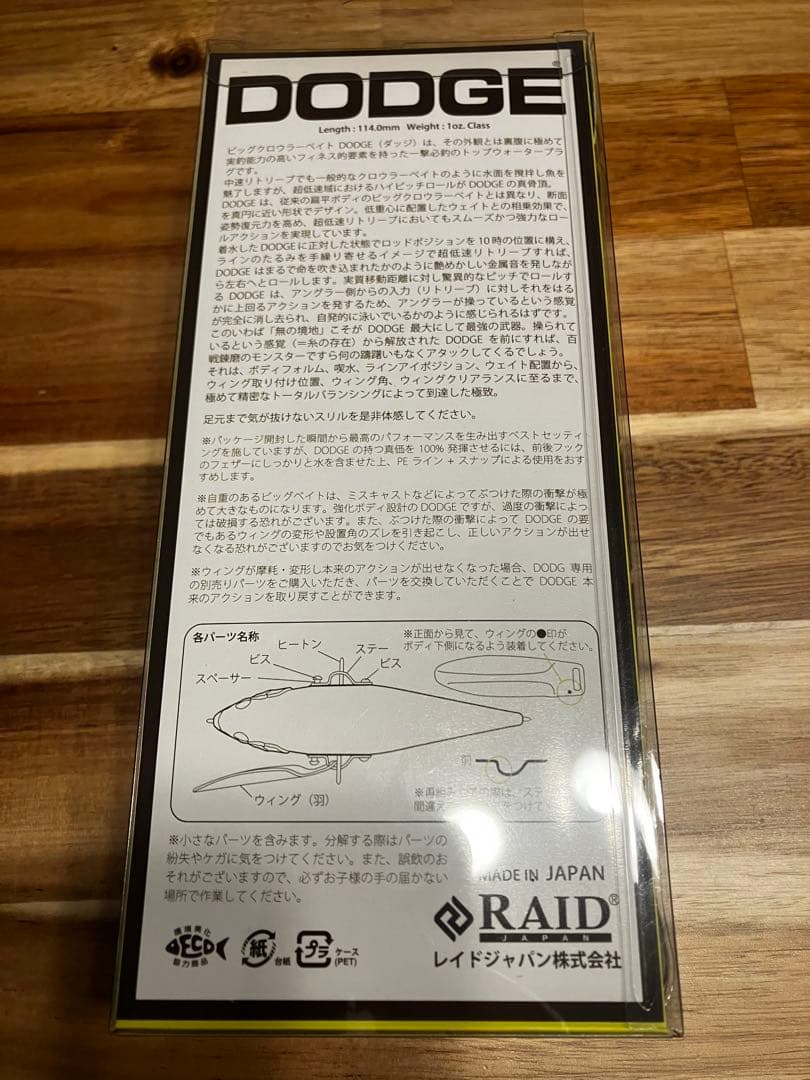 DODGE®
Length : 114.0mm Weight : 1oz. Class
ビッグクロウラーベイト DODGE（ダッジ）は、その外観とは裏腹に極めて
実釣能力の高いフィネス的要素を持った一撃必釣のトップウォータープラ
グです。
中速リトリーブでも一般的なクロウラーベイトのように水面を撹拌し魚を
魅了しますが、超低速域におけるハイピッチロールが DODGE の真骨頂。
DODGE は、従来の扁平ボディのビッグクロウラーベイトとは異なり、断面
を真円に近い形状でデザイン。低重心に配置したウェイトとの相乗効果で、
姿勢復元力を高め、超低速リトリーブにおいてもスムーズかつ強力なロー
ルアクションを実現しています。
着水した DODGE に正対した状態でロッドポジションを 10 時の位置に構え、
ラインのたるみを手繰り寄せるイメージで超低速リトリーブすれば、
DODGE はまるで命を吹き込まれたかのように艶めかしい金属音を発しなが
ら左右へとロールします。実質移動距離に対し驚異的なピッチでロールす
る DODGE は、アングラー側からの入力（リトリーブ）に対しそれをはる
かに上回るアクションを発するため、アングラーが操っているという感覚
が完全に消し去られ、自発的に泳いでいるかのように感じられるはずです。
このいわば「無の境地」こそが DODGE 最大にして最強の武器。操られて
いるという感覚（＝糸の存在）から解放された DODGE を前にすれば、百
戦錬磨のモンスターですら何の躊躇いもなくアタックしてくるでしょう。
それは、ボディフォルム、喫水、ラインアイポジション、ウェイト配置から、
ウィング取り付け位置、ウィング角、ウィングクリアランスに至るまで、
極めて精密なトータルバランシングによって到達した極致。
足元まで気が抜けないスリルを是非体感してください。
※パッケージ開封した瞬間から最高のパフォーマンスを生み出すベストセッティ
ングを施していますが、DODGE の持つ真価を 100% 発揮させるには、前後フック
のフェザーにしっかりと水を含ませた上、PE ライン + スナップによる使用をおす
すめします。
※自重のあるビッグベイトは、ミスキャストなどによってぶつけた際の衝撃が極
めて大きなものになります。強化ボディ設計の DODGE ですが、過度の衝撃によっ
ては破損する恐れがございます。また、ぶつけた際の衝撃によって DODGE の要
でもあるウィングの変形や設置角のズレを引き起こし、正しいアクションが出せ
なくなる恐れがございますのでお気をつけください。
※ウィングが摩耗・変形し本来のアクションが出せなくなった場合、DODG 専用
の別売りパーツをご購入いただき、パーツを交換していただくことで DODGE 本
来のアクションを取り戻すことができます。
各パーツ名称
ヒートン
ステー
ビス
ビス
スペーサー
※正面から見て、ウィングの●印が
ボディ下側になるよう装着してください。
ウィング（羽）
前
※再組み
間違え
※小さなパーツを含みます。分解する際はパーツの
紛失やケガに気をつけてください。また、誤飲のお
それがございますので、必ずお子様の手の届かない
場所で作業してください。
MADE IN JAPAN
RAID®
JAPAN
レイドジャパン株式会社
環境美化
ECO
協力商品
紙
台紙
プラ
ケース
(PET)